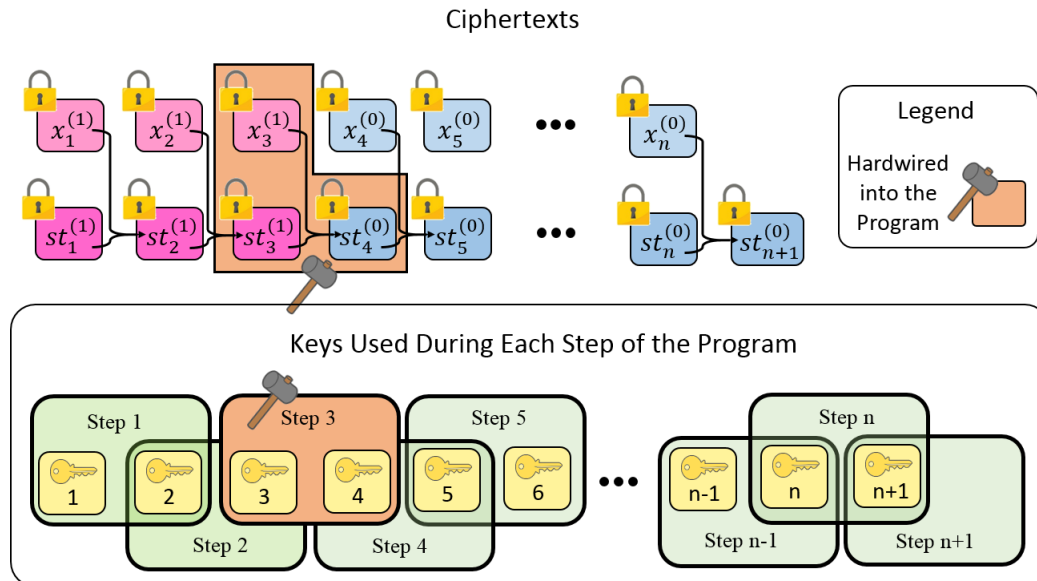 Ciphertexts
x_1^{(1)} x_2^{(1)} x_3^{(1)} x_4^{(0)} x_5^{(0)} ••• x_n^{(0)}
st_1^{(1)} st_2^{(1)} st_3^{(1)} st_4^{(0)} st_5^{(0)} ••• st_n^{(0)} st_{n+1}^{(0)}
Legend
Hardwired
into the
Program
Keys Used During Each Step of the Program
Step 1 Step 3 Step 5 Step n
1 2 3 4 5 6 ••• n-1 n n+1
Step 2 Step 4 Step n-1 Step n+1